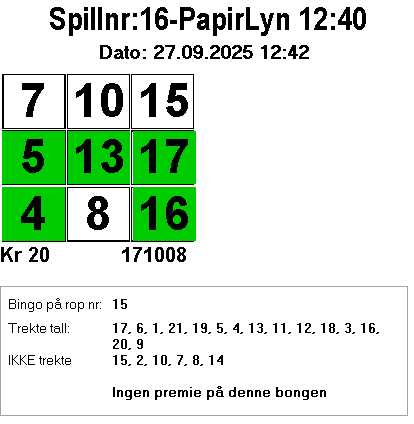 Spillnr:16-PapirLyn 12:40
Dato: 27.09.2025 12:42
7 10 15
5 13 17
4 8 16
Kr 20 171008
Bingo på rop nr: 15
Trekte tall: 17, 6, 1, 21, 19, 5, 4, 13, 11, 12, 18, 3, 16,
20, 9
IKKE trekte 15, 2, 10, 7, 8, 14
Ingen premie på denne bongen